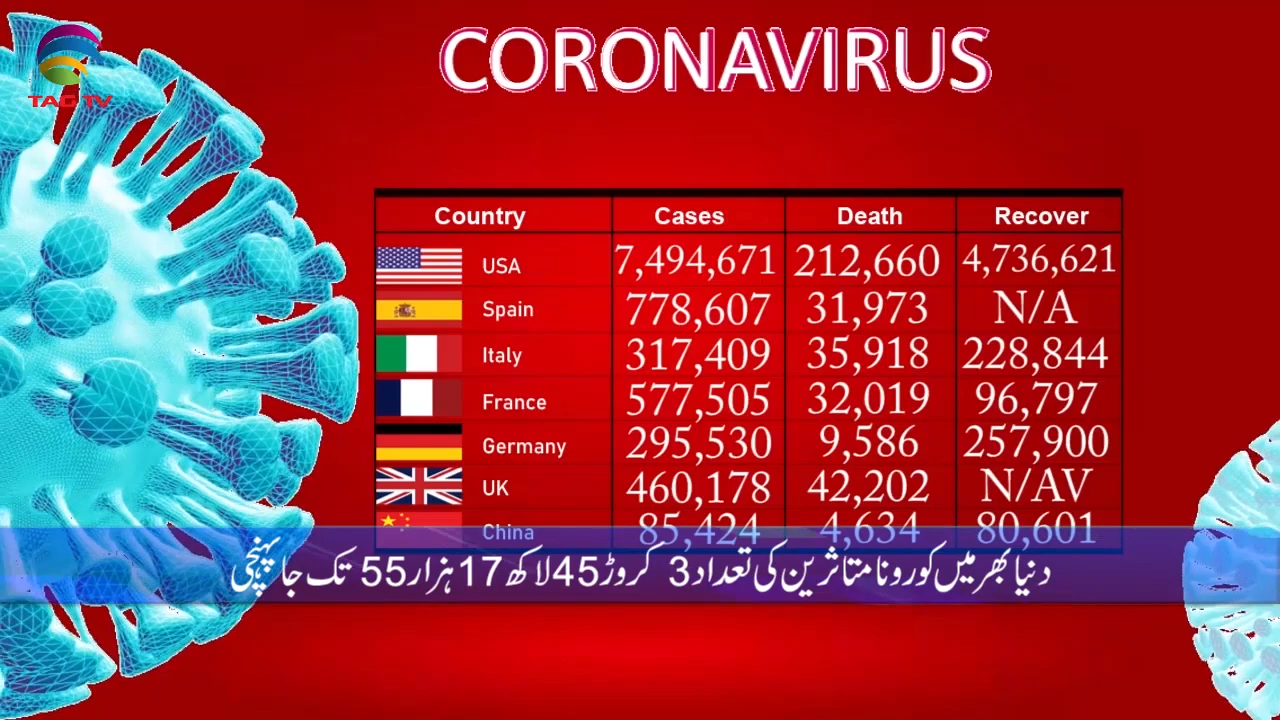 TAG TV
CORONAVIRUS
Country Cases Death Recover
USA 7,494,671 212,660 4,736,621
Spain 778,607 31,973 N/A
Italy 317,409 35,918 228,844
France 577,505 32,019 96,797
Germany 295,530 9,586 257,900
UK 460,178 42,202 N/AV
China 85,424 4,634 80,601
دنیا بھر میں کورونا متاثرین کی تعداد 3 کروڑ 45 لاکھ 17 ہزار 55 تک جا پہنچی